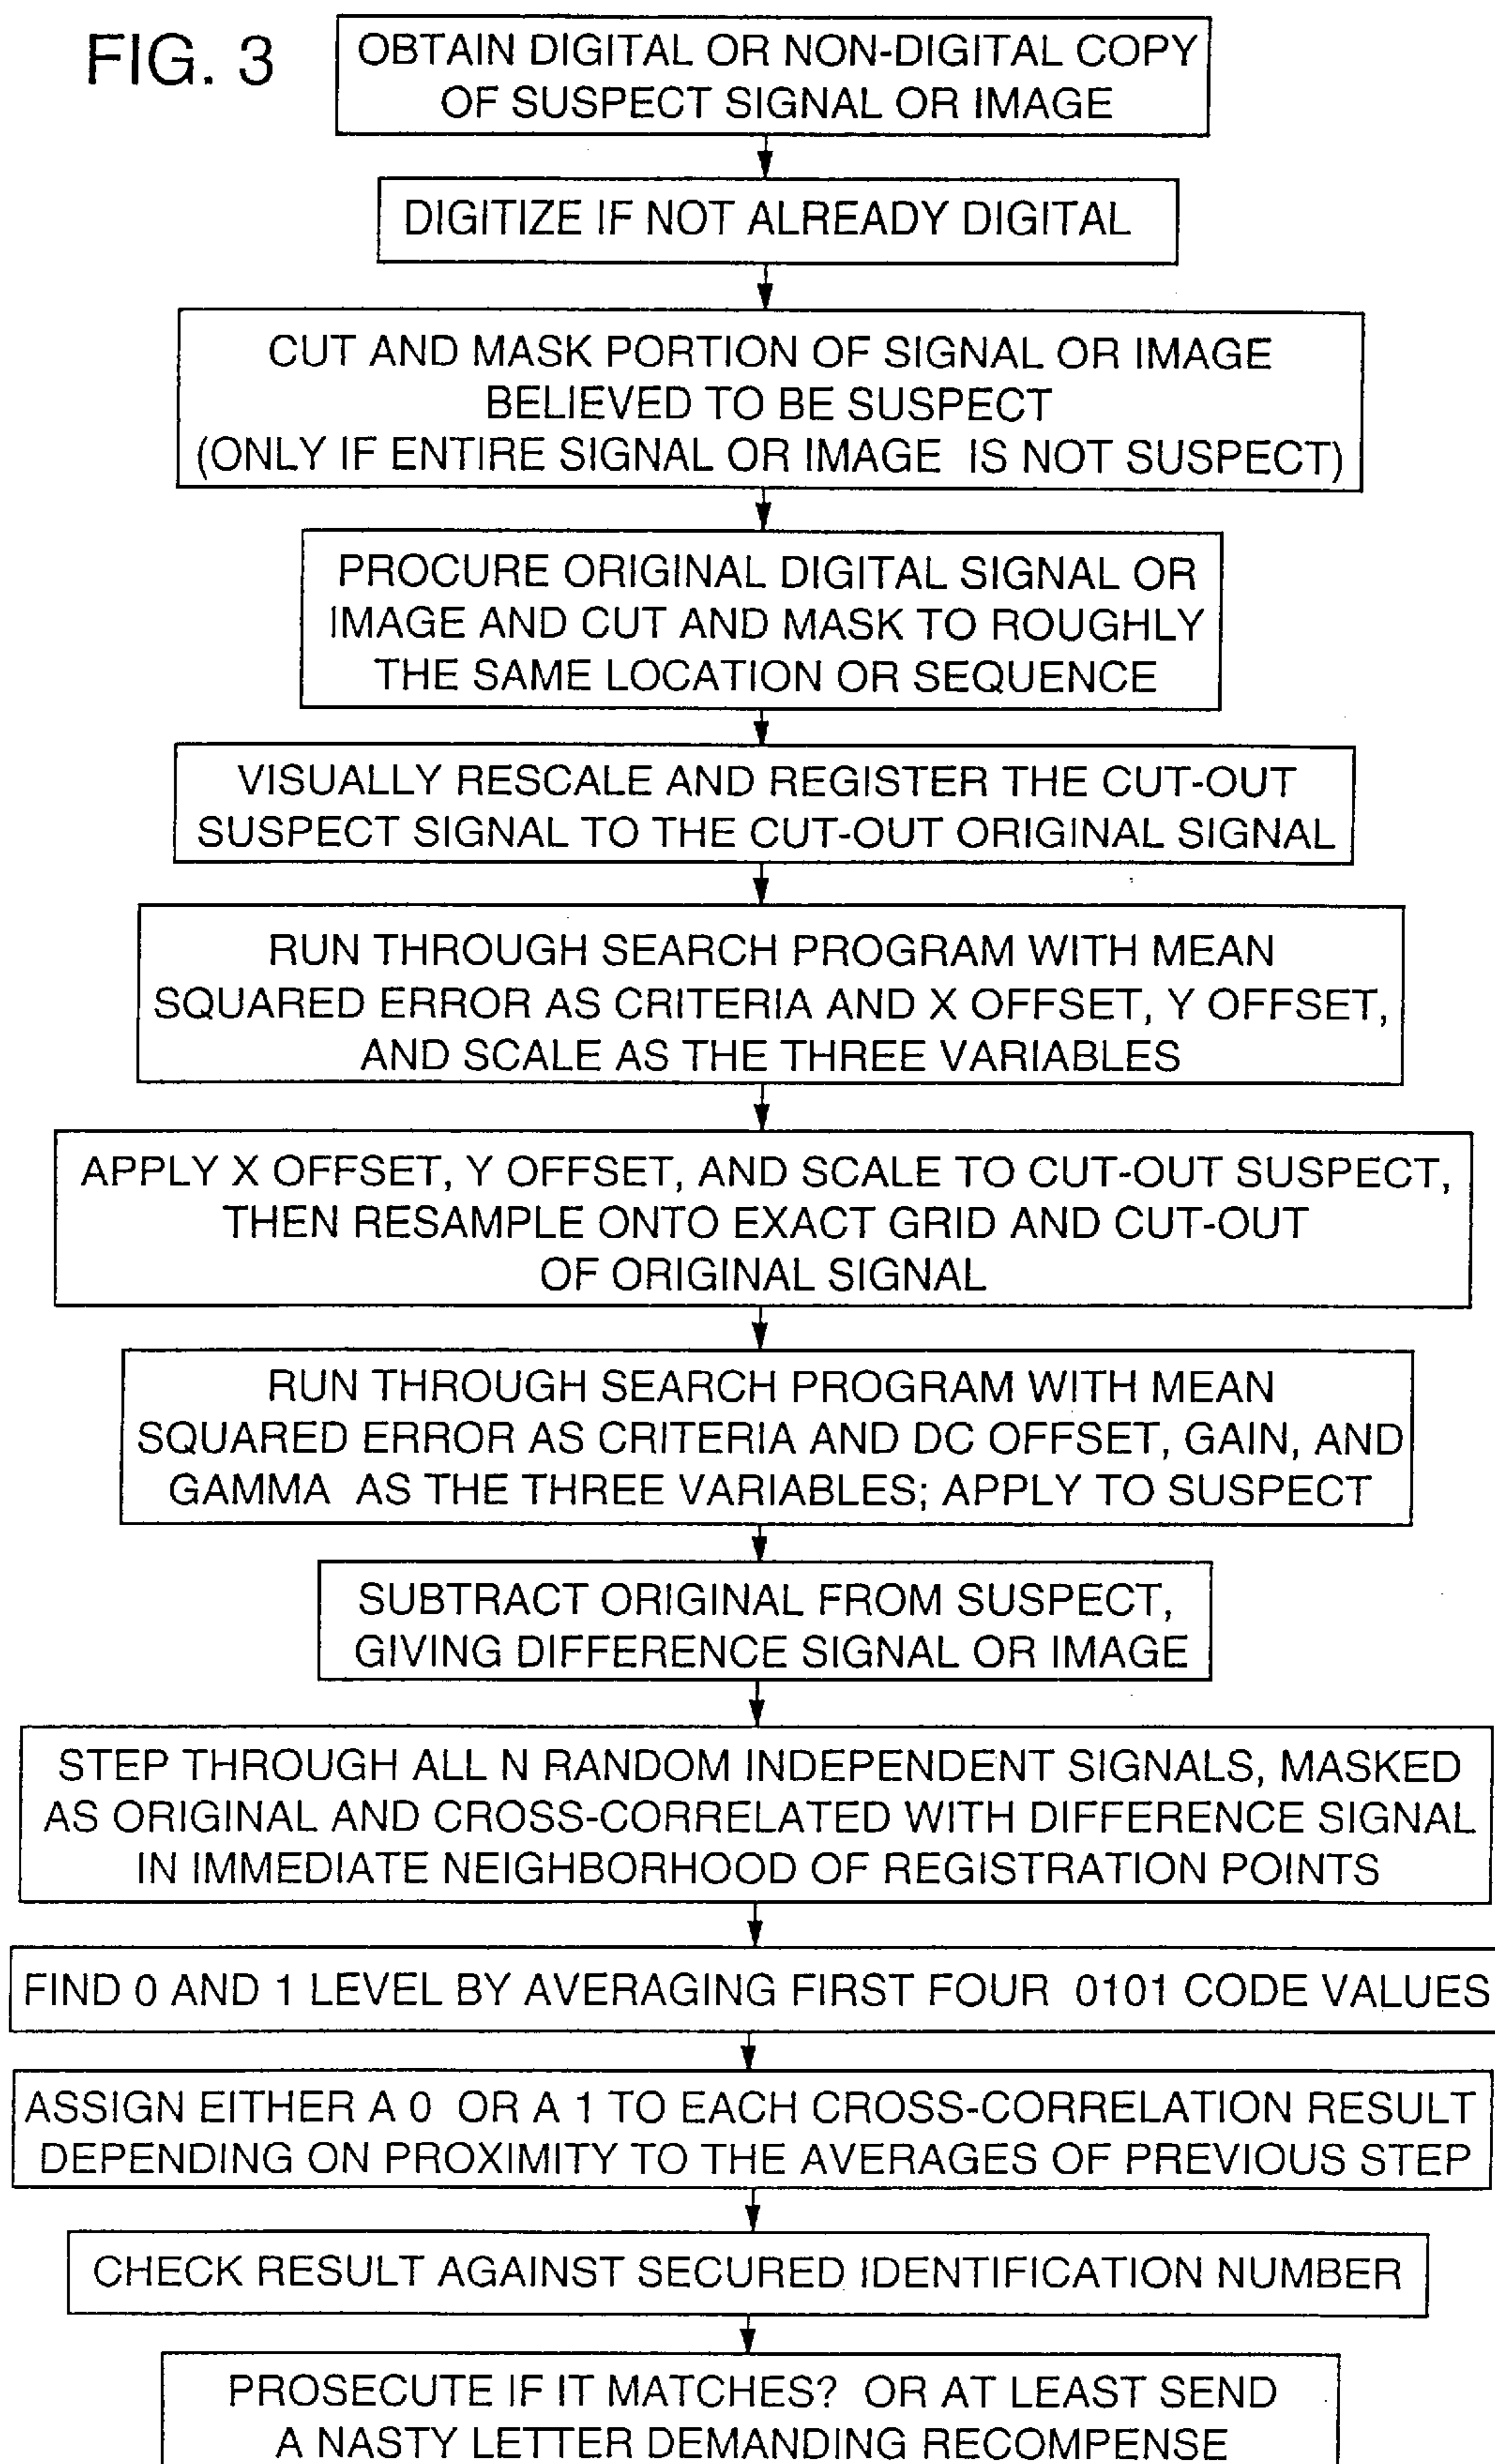 FIG. 3
OBTAIN DIGITAL OR NON-DIGITAL COPY
OF SUSPECT SIGNAL OR IMAGE
DIGITIZE IF NOT ALREADY DIGITAL
CUT AND MASK PORTION OF SIGNAL OR IMAGE
BELIEVED TO BE SUSPECT
(ONLY IF ENTIRE SIGNAL OR IMAGE IS NOT SUSPECT)
PROCURE ORIGINAL DIGITAL SIGNAL OR
IMAGE AND CUT AND MASK TO ROUGHLY
THE SAME LOCATION OR SEQUENCE
VISUALLY RESCALE AND REGISTER THE CUT-OUT
SUSPECT SIGNAL TO THE CUT-OUT ORIGINAL SIGNAL
RUN THROUGH SEARCH PROGRAM WITH MEAN
SQUARED ERROR AS CRITERIA AND X OFFSET, Y OFFSET,
AND SCALE AS THE THREE VARIABLES
APPLY X OFFSET, Y OFFSET, AND SCALE TO CUT-OUT SUSPECT,
THEN RESAMPLE ONTO EXACT GRID AND CUT-OUT
OF ORIGINAL SIGNAL
RUN THROUGH SEARCH PROGRAM WITH MEAN
SQUARED ERROR AS CRITERIA AND DC OFFSET, GAIN, AND
GAMMA AS THE THREE VARIABLES; APPLY TO SUSPECT
SUBTRACT ORIGINAL FROM SUSPECT,
GIVING DIFFERENCE SIGNAL OR IMAGE
STEP THROUGH ALL N RANDOM INDEPENDENT SIGNALS, MASKED
AS ORIGINAL AND CROSS-CORRELATED WITH DIFFERENCE SIGNAL
IN IMMEDIATE NEIGHBORHOOD OF REGISTRATION POINTS
FIND 0 AND 1 LEVEL BY AVERAGING FIRST FOUR 0101 CODE VALUES
ASSIGN EITHER A 0 OR A 1 TO EACH CROSS-CORRELATION RESULT
DEPENDING ON PROXIMITY TO THE AVERAGES OF PREVIOUS STEP
CHECK RESULT AGAINST SECURED IDENTIFICATION NUMBER
PROSECUTE IF IT MATCHES? OR AT LEAST SEND
A NASTY LETTER DEMANDING RECOMPENSE